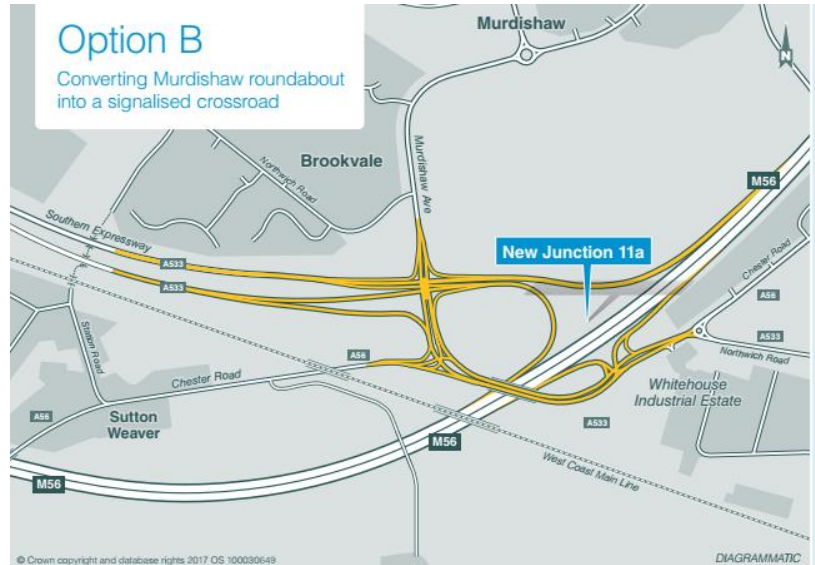 Option B
Converting Murdishaw roundabout
into a signalised crossroad
Murdishaw
N
Brookvale
Northwich Road
Murdishaw Ave
M56
Southern Expressway
New Junction 11a
A533
A533
Chester Road
A56
A533
Northwich Road
Station Road
A56
Chester Road
Whitehouse
Industrial Estate
A56
Sutton
Weaver
A533
M56
West Coast Main Line
M56
© Crown copyright and database rights 2017 OS 100030649
DIAGRAMMATIC